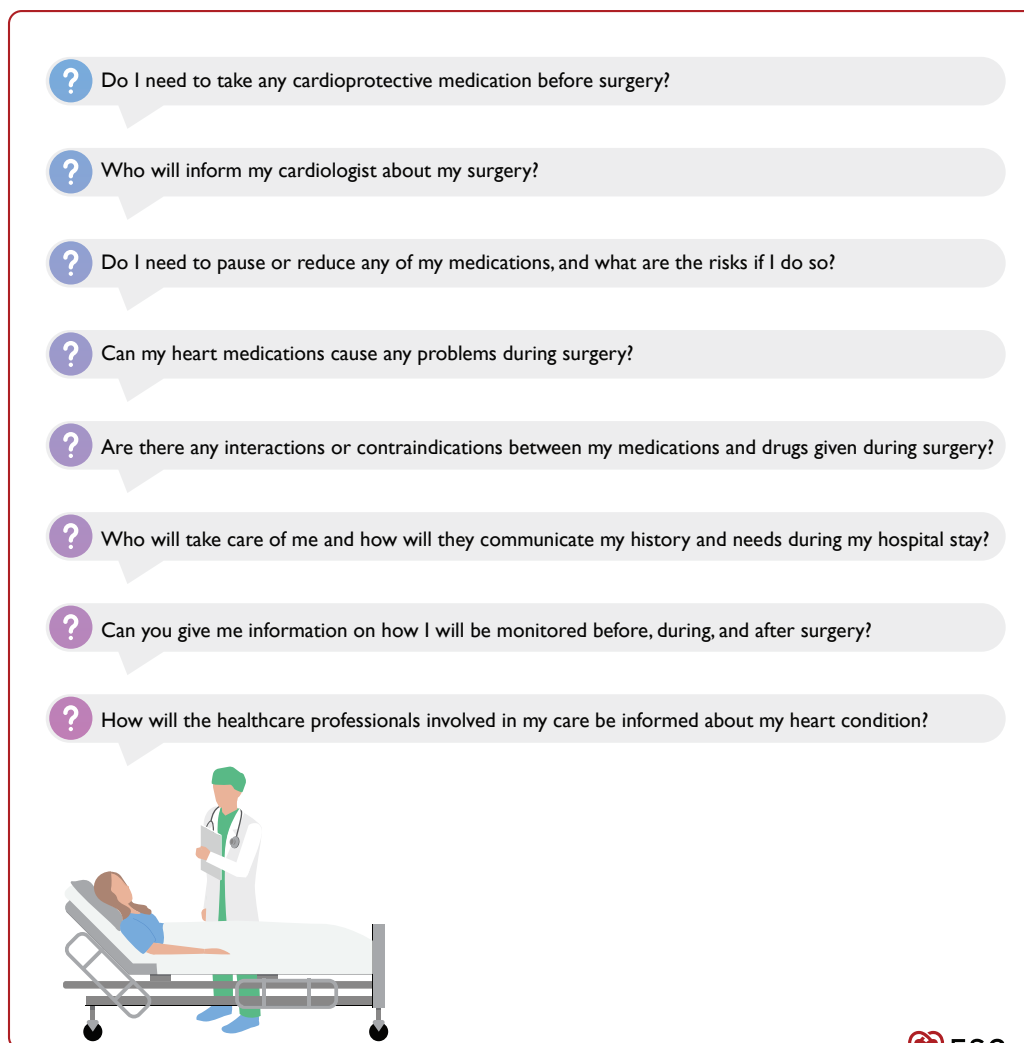 ? Do I need to take any cardioprotective medication before surgery?
? Who will inform my cardiologist about my surgery?
? Do I need to pause or reduce any of my medications, and what are the risks if I do so?
? Can my heart medications cause any problems during surgery?
? Are there any interactions or contraindications between my medications and drugs given during surgery?
? Who will take care of me and how will they communicate my history and needs during my hospital stay?
? Can you give me information on how I will be monitored before, during, and after surgery?
? How will the healthcare professionals involved in my care be informed about my heart condition?
ESC